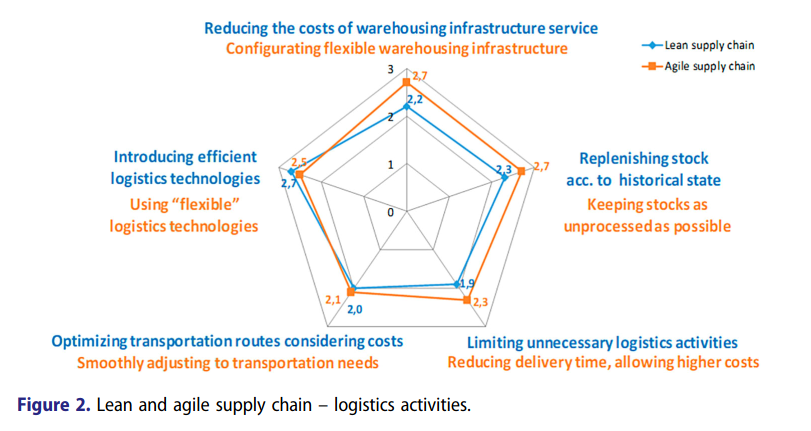 Reducing the costs of warehousing infrastructure service
Configurating flexible warehousing infrastructure
Lean supply chain
Agile supply chain
3
2,7
2,2
2
Introducing efficient
logistics technologies
Using “flexible”
logistics technologies
2,5
2,7
1
0
2,3
2,7
Replenishing stock
acc. to historical state
Keeping stocks as
unprocessed as possible
2,1
2,0
1,9
2,3
Optimizing transportation routes considering costs
Smoothly adjusting to transportation needs
Limiting unnecessary logistics activities
Reducing delivery time, allowing higher costs
Figure 2. Lean and agile supply chain – logistics activities.